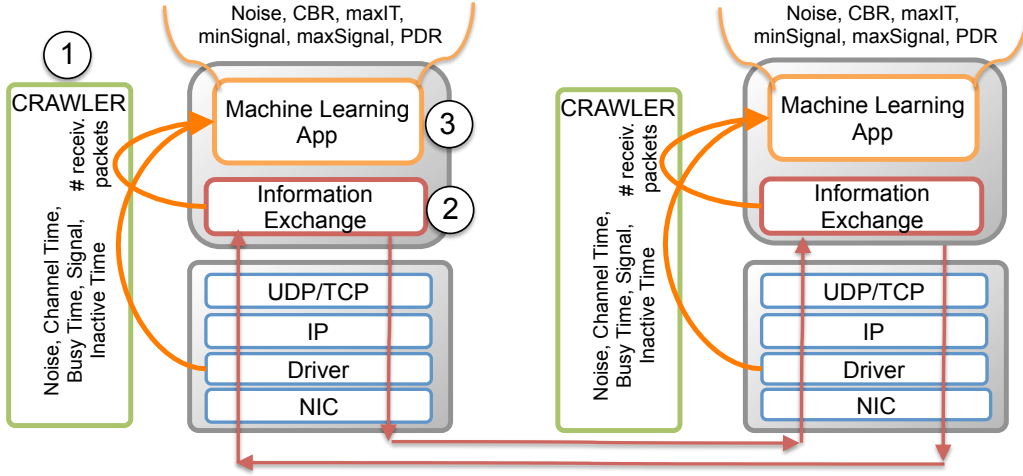 Noise, CBR, maxIT,
minSignal, maxSignal, PDR
1
CRAWLER
# receiv.
packets
Noise, Channel Time,
Busy Time, Signal,
Inactive Time
Machine Learning
App
3
Information
Exchange
2
UDP/TCP
IP
Driver
NIC
Noise, CBR, maxIT,
minSignal, maxSignal, PDR
CRAWLER
# receiv.
packets
Noise, Channel Time,
Busy Time, Signal,
Inactive Time
Machine Learning
App
Information
Exchange
UDP/TCP
IP
Driver
NIC